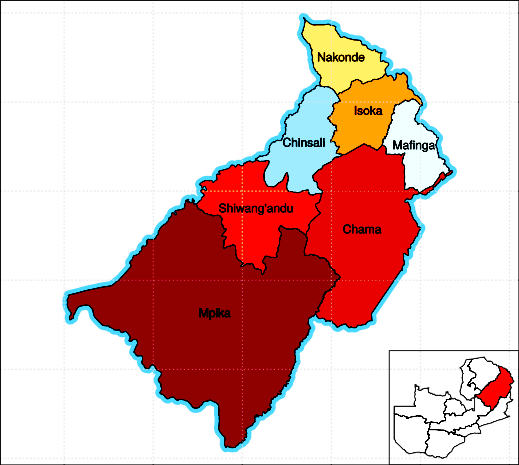 Nakonde
Isoka
Chinsali
Mafinga
Shiwang'andu
Chama
Mpika